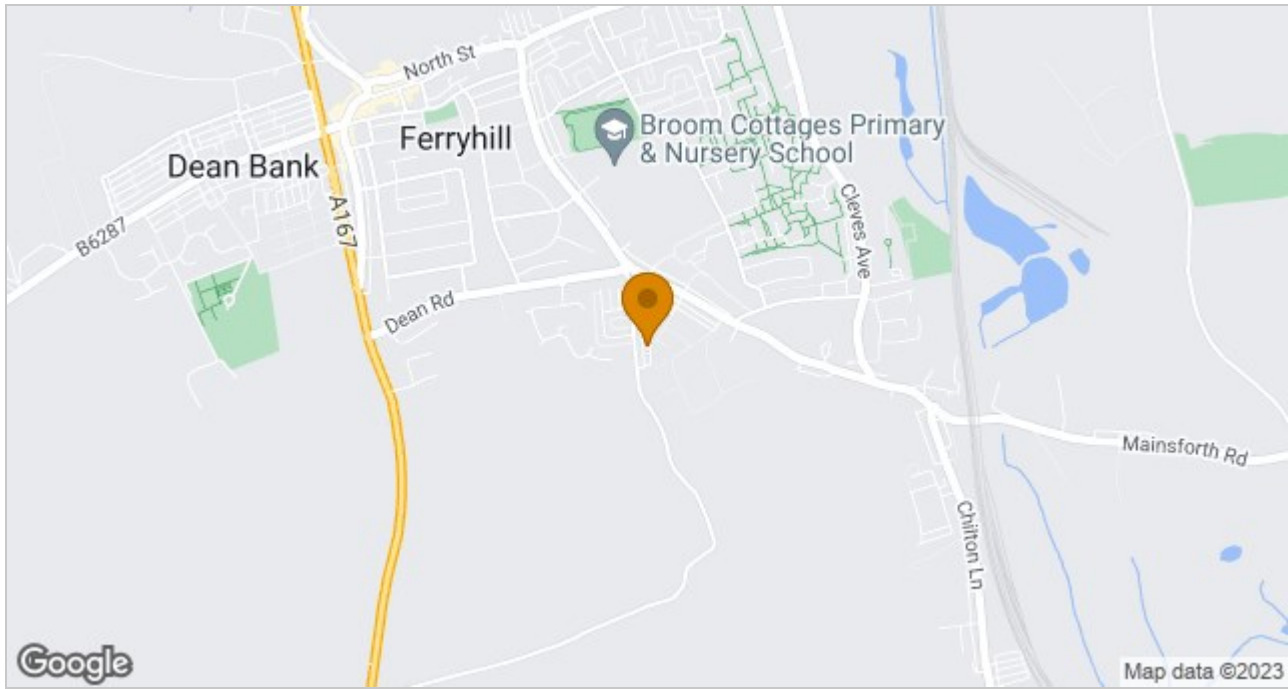 North St
Ferryhill
Broom Cottages Primary
& Nursery School
Dean Bank
B6287
A167
Cleves Ave
Dean Rd
Mainsforth Rd
Chilton Ln
Google
Map data ©2023